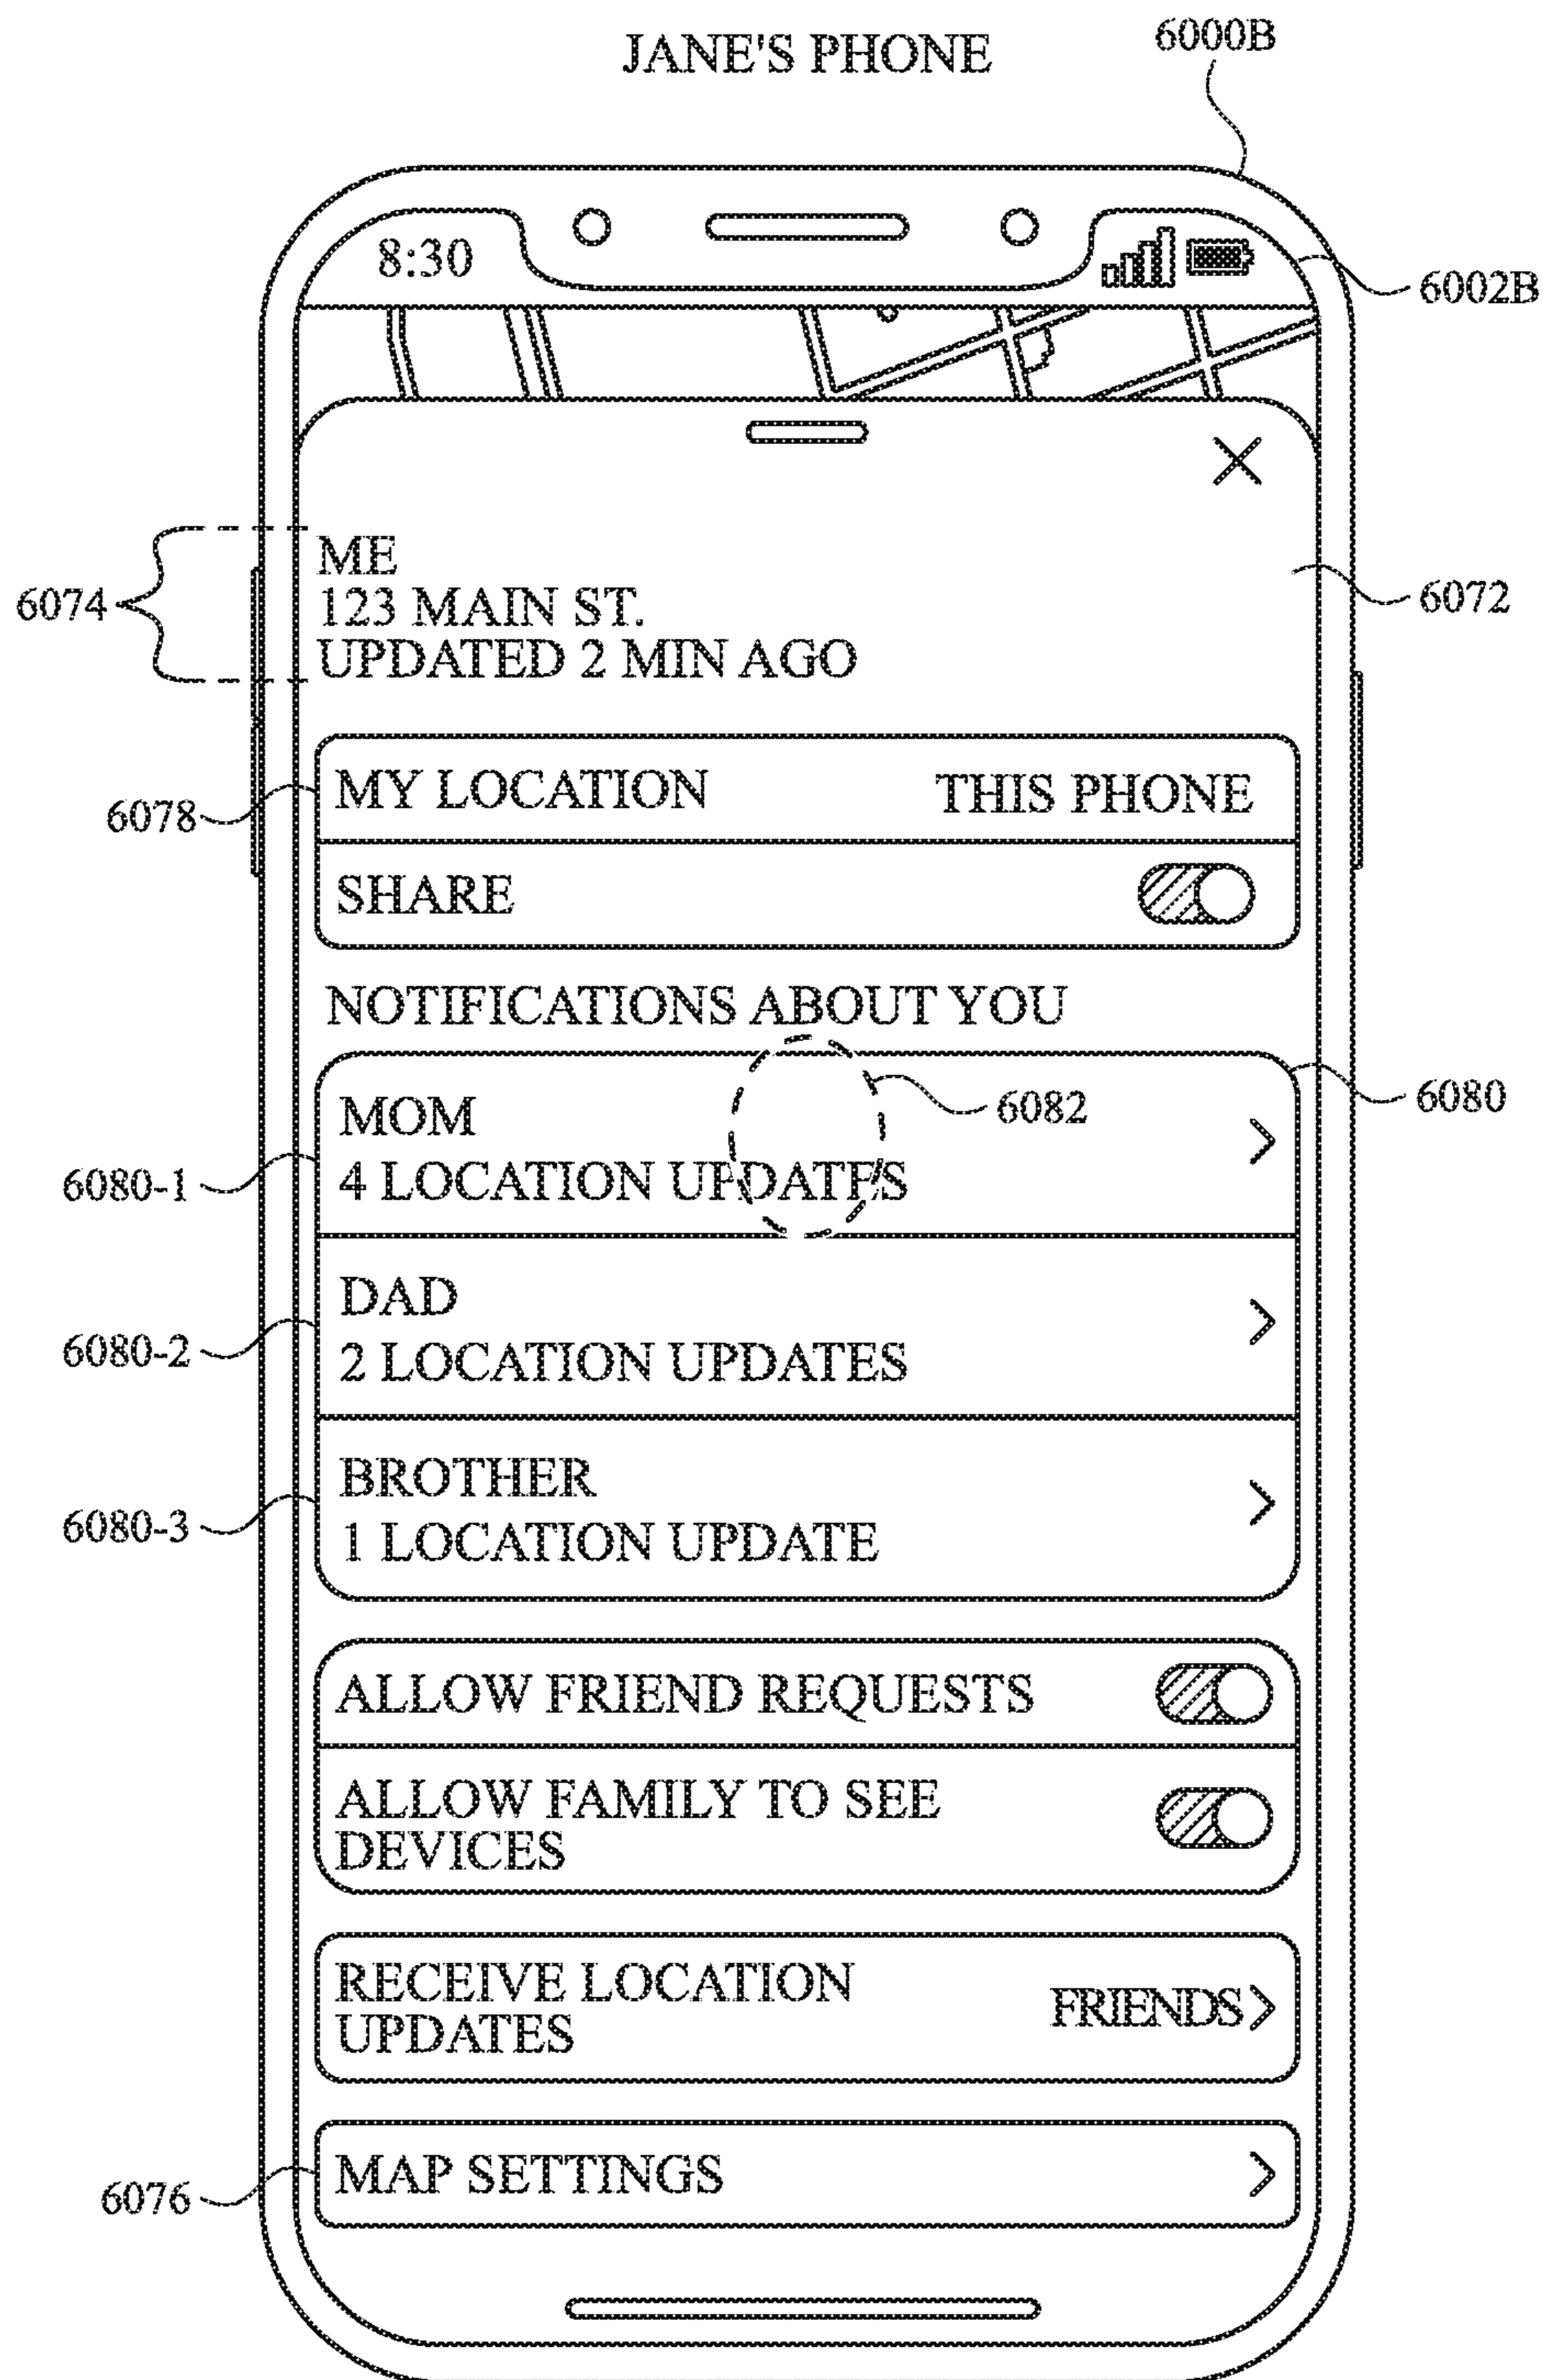 JANE'S PHONE
6000B
8:30
6002B
ME
123 MAIN ST.
UPDATED 2 MIN AGO
6074
6072
MY LOCATION THIS PHONE
6078
SHARE
NOTIFICATIONS ABOUT YOU
MOM
6082
6080
4 LOCATION UPDATES
6080-1
DAD
6080-2
2 LOCATION UPDATES
BROTHER
6080-3
1 LOCATION UPDATE
ALLOW FRIEND REQUESTS
ALLOW FAMILY TO SEE
DEVICES
RECEIVE LOCATION
UPDATES
FRIENDS
MAP SETTINGS
6076